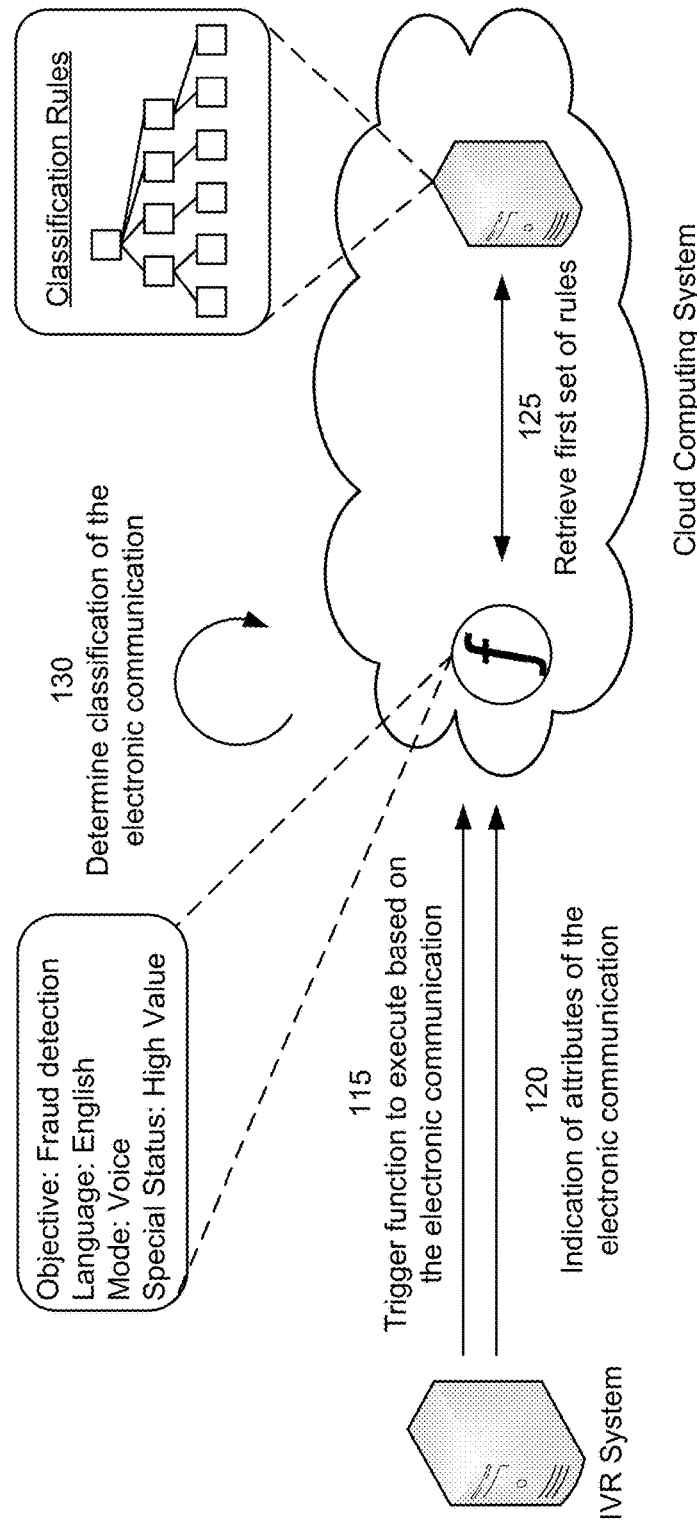 Objective: Fraud detection
Language: English
Mode: Voice
Special Status: High Value
130
Determine classification of the
electronic communication
Classification Rules
115
Trigger function to execute based on
the electronic communication
120
Indication of attributes of the
electronic communication
f
125
Retrieve first set of rules
IVR System
Cloud Computing System